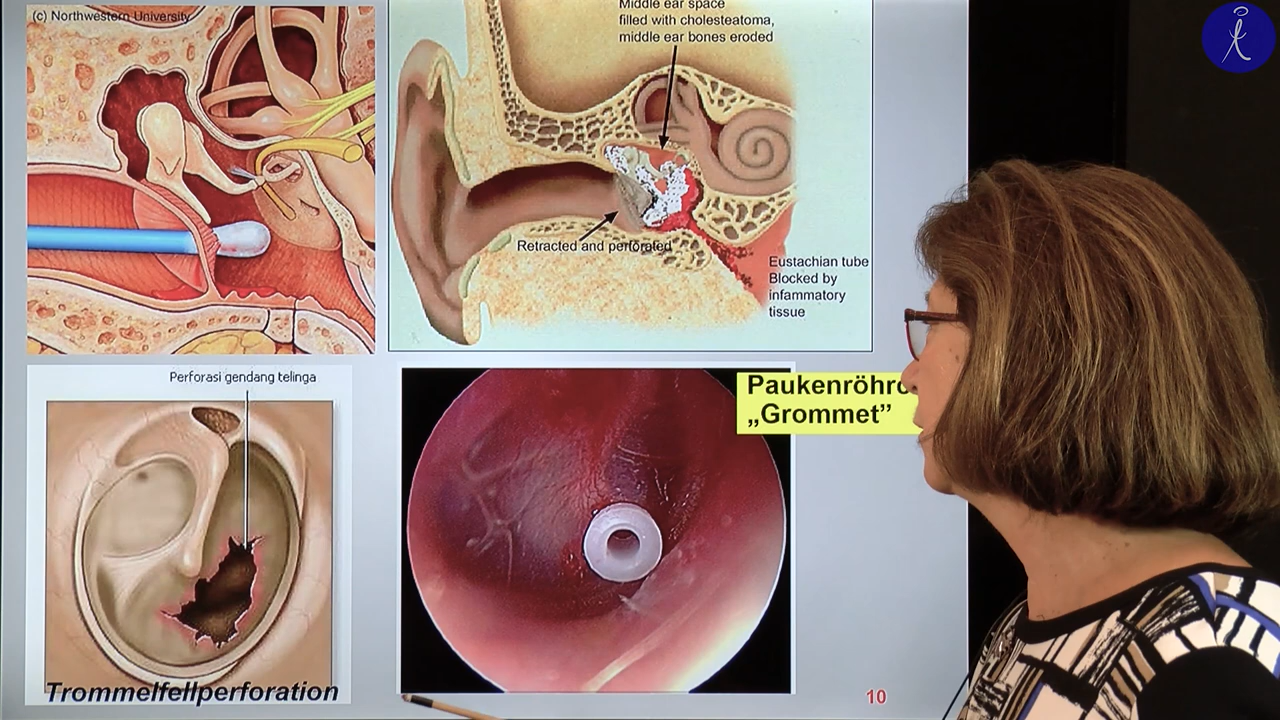 (c) Northwestern University
Middle ear space
filled with cholesteatoma,
middle ear bones eroded
Retracted and perforated
Eustachian tube
Blocked by
infammatory
tissue
Perforasi gendang telinga
Paukenröhrc
„Grommet”
Trommelfellperforation
10